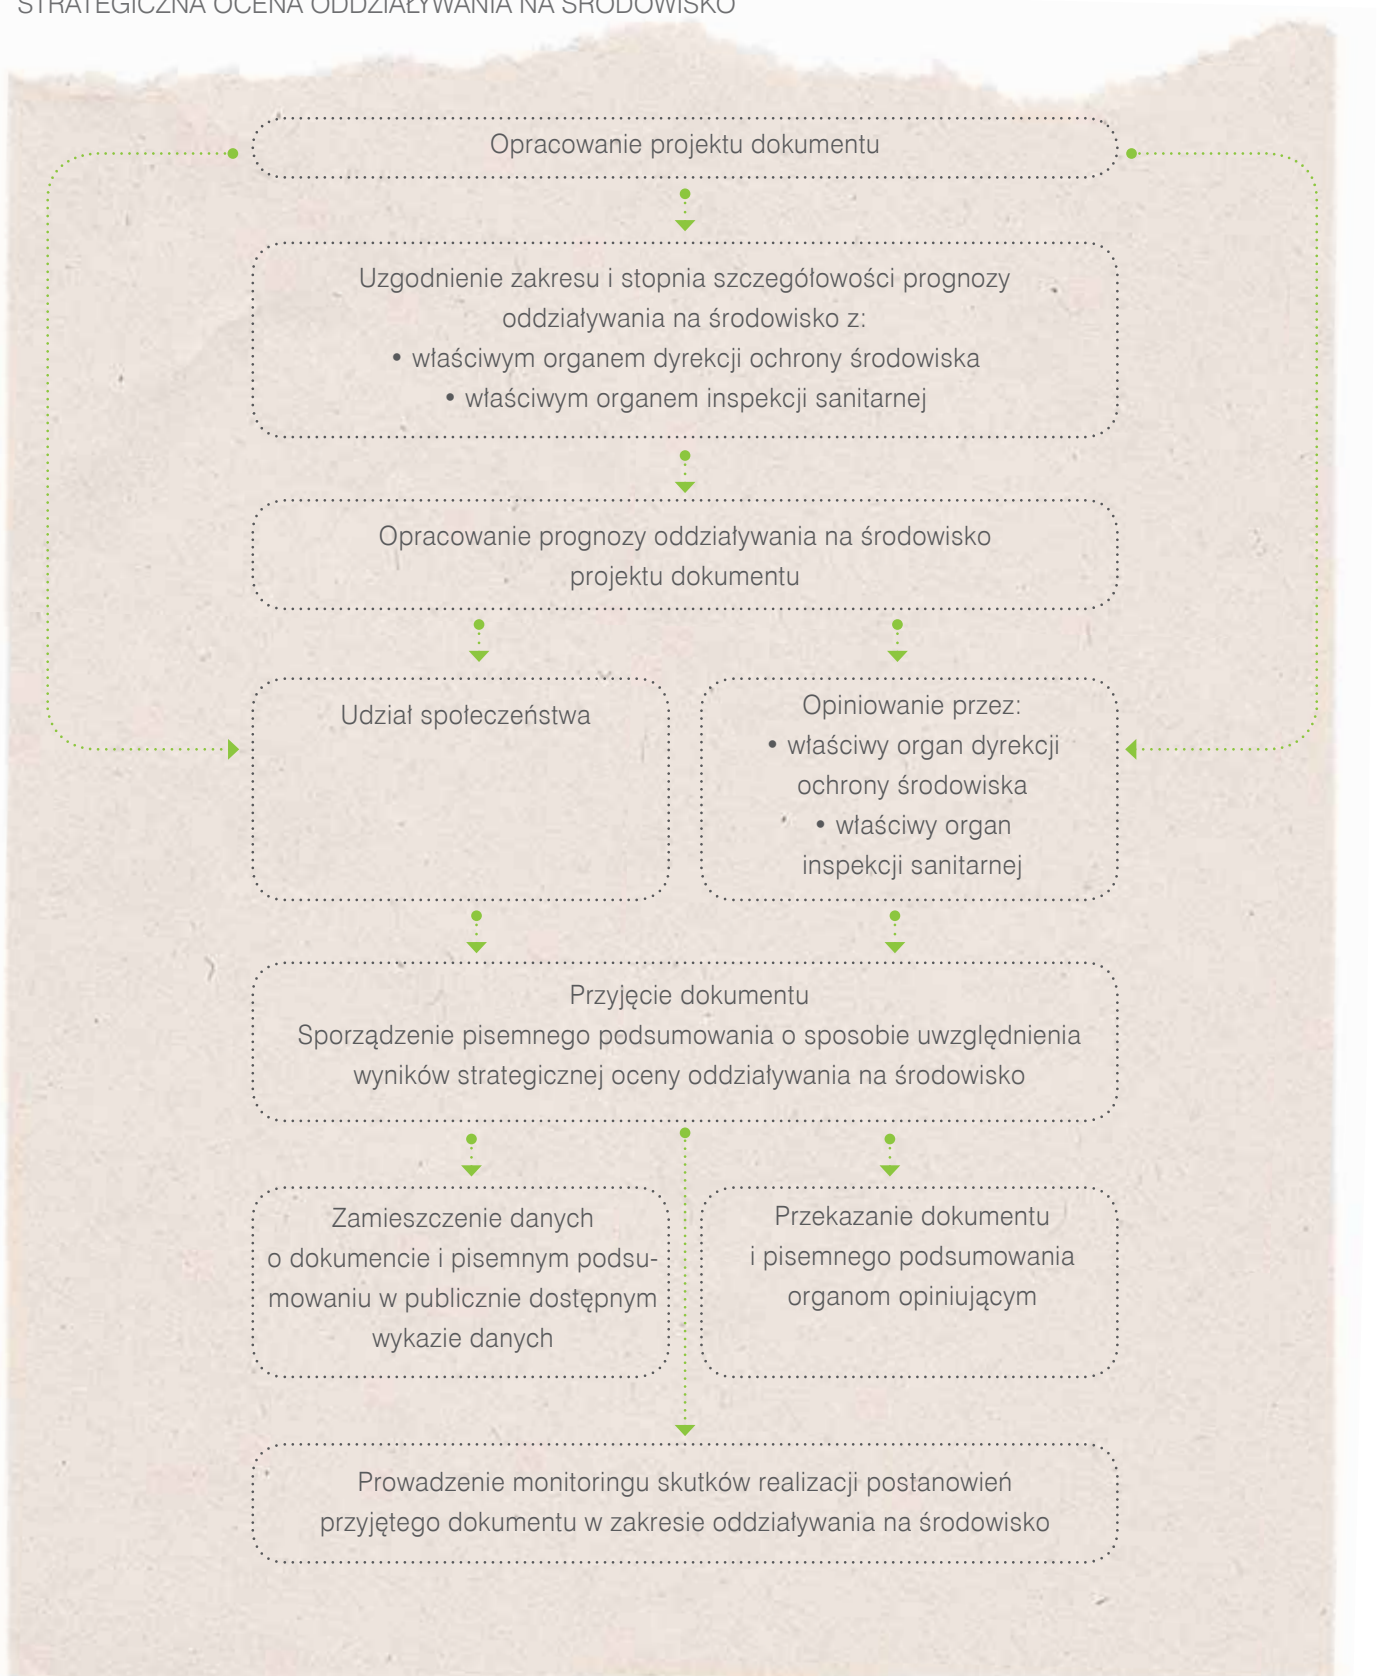 STRATEGICZNA OCENA ODDZIAŁYWANIA NA ŚRODOWISKO
Opracowanie projektu dokumentu
Uzgodnienie zakresu i stopnia szczegółowości prognozy
oddziaływania na środowisko z:
• właściwym organem dyrekcji ochrony środowiska
• właściwym organem inspekcji sanitarnej
Opracowanie prognozy oddziaływania na środowisko
projektu dokumentu
Udział społeczeństwa
Opiniowanie przez:
• właściwy organ dyrekcji
ochrony środowiska
• właściwy organ
inspekcji sanitarnej
Przyjęcie dokumentu
Sporządzenie pisemnego podsumowania o sposobie uwzględnienia
wyników strategicznej oceny oddziaływania na środowisko
Zamieszczenie danych
o dokumencie i pisemnym podsu-
mowaniu w publicznie dostępnym
wykazie danych
Przekazanie dokumentu
i pisemnego podsumowania
organom opiniującym
Prowadzenie monitoringu skutków realizacji postanowień
przyjętego dokumentu w zakresie oddziaływania na środowisko